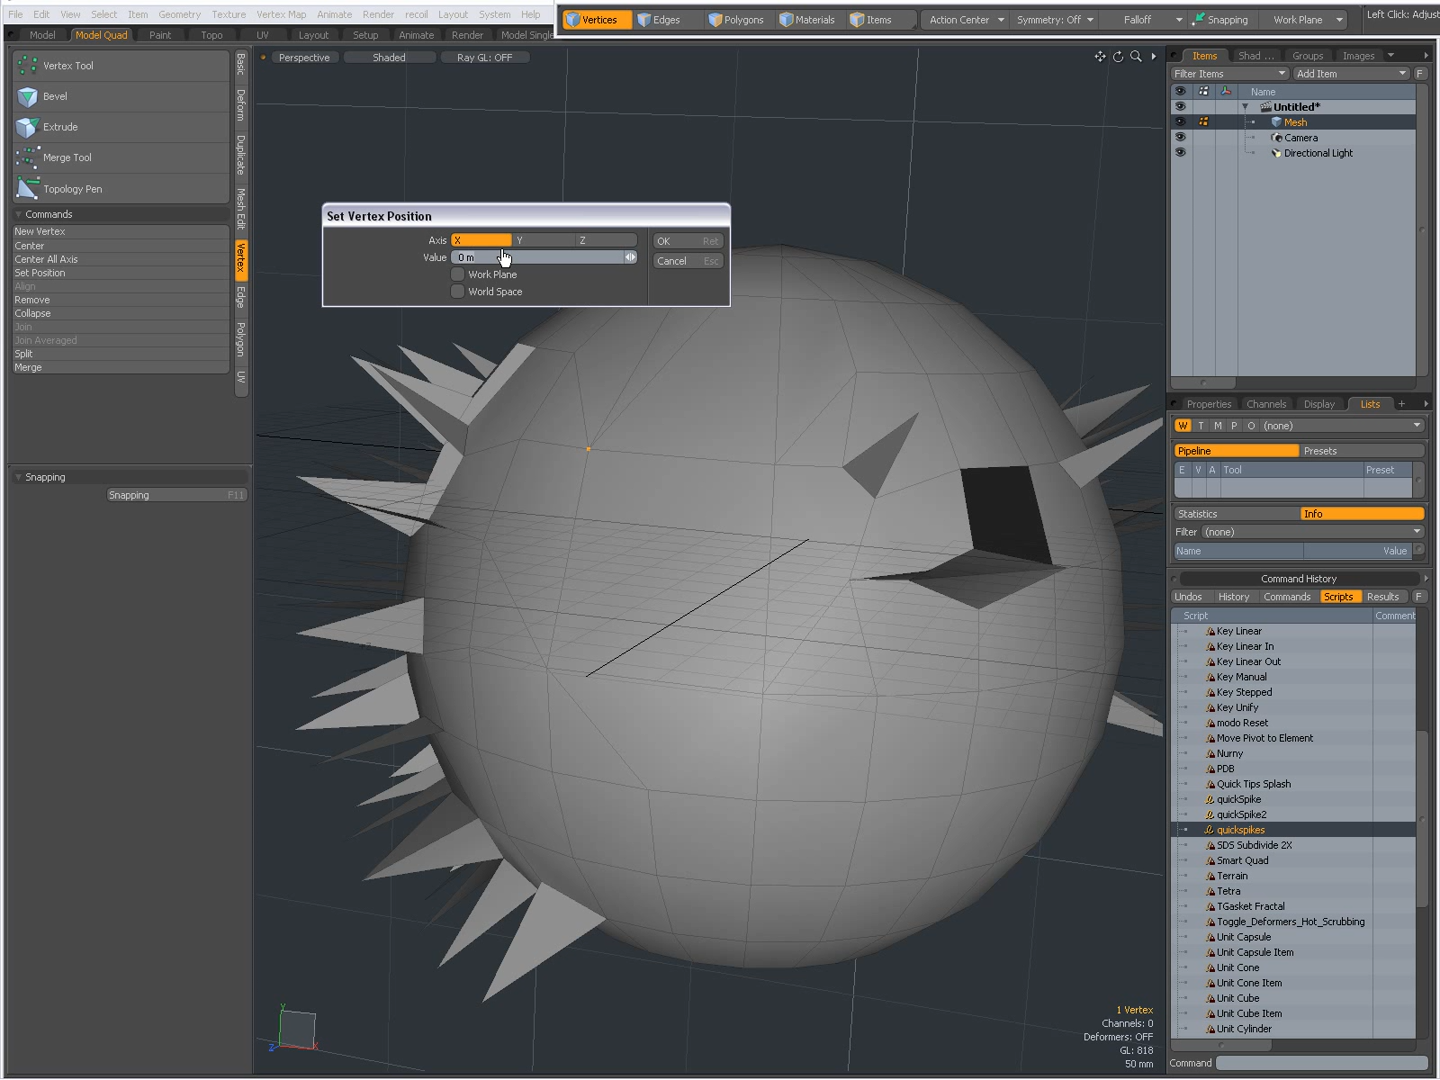 File Edit View Select Item Geometry Texture Vertex Map Animate Render recoil Layout System Help
Vertices Edges Polygons Materials Items Action Center Symmetry: Off Falloff Snapping Work Plane Left Click: Adjust
Model Model Quad Paint Topo UV Layout Setup Animate Render Model Single
Perspective Shaded Ray GL: OFF
Vertex Tool
Bevel
Extrude
Merge Tool
Topology Pen
Commands
New Vertex
Center
Center All Axis
Set Position
Align
Remove
Collapse
Join
Join Averaged
Split
Merge
Basic
Deform
Duplicate
Mesh Edit
Vertex
Edge
Polygon
UV
Snapping
Snapping F11
Set Vertex Position
Axis X Y Z
Value 0 m
Work Plane
World Space
OK Ret
Cancel Esc
Y
Z X
1 Vertex
Channels: 0
Deformers: OFF
GL: 818
50 mm
Items Shad ... Groups Images
Filter Items Add Item F
Name
Untitled*
Mesh
Camera
Directional Light
Properties Channels Display Lists +
W T M P O (none)
Pipeline Presets
E V A Tool Preset
Statistics Info
Filter (none)
Name Value
Command History
Undos History Commands Scripts Results F
Script Comment
Key Linear
Key Linear In
Key Linear Out
Key Manual
Key Stepped
Key Unify
modo Reset
Move Pivot to Element
Nurny
PDB
Quick Tips Splash
quickSpike
quickSpike2
quickspikes
SDS Subdivide 2X
Smart Quad
Terrain
Tetra
TGasket Fractal
Toggle_Deformers_Hot_Scrubbing
Unit Capsule
Unit Capsule Item
Unit Cone
Unit Cone Item
Unit Cube
Unit Cube Item
Unit Cylinder
Command